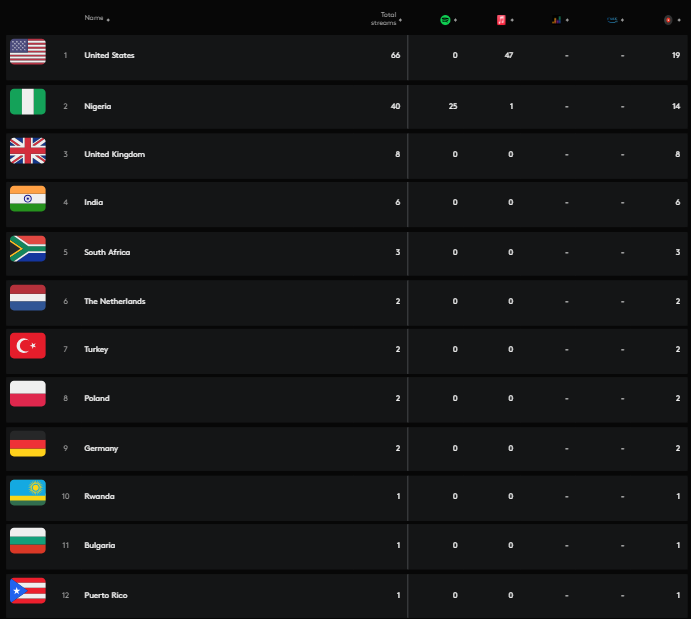 Name Total streams
1 United States 66 0 47 - - 19
2 Nigeria 40 25 1 - - 14
3 United Kingdom 8 0 0 - - 8
4 India 6 0 0 - - 6
5 South Africa 3 0 0 - - 3
6 The Netherlands 2 0 0 - - 2
7 Turkey 2 0 0 - - 2
8 Poland 2 0 0 - - 2
9 Germany 2 0 0 - - 2
10 Rwanda 1 0 0 - - 1
11 Bulgaria 1 0 0 - - 1
12 Puerto Rico 1 0 0 - - 1